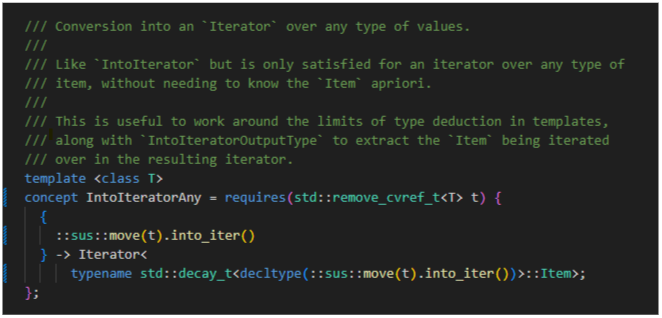 /// Conversion into an `Iterator` over any type of values.
///
/// Like `IntoIterator` but is only satisfied for an iterator over any type of
/// item, without needing to know the `Item` apriori.
///
/// This is useful to work around the limits of type deduction in templates,
/// along with `IntoIteratorOutputType` to extract the `Item` being iterated
/// over in the resulting iterator.
template <class T>
concept IntoIteratorAny = requires(std::remove_cvref_t<T> t) {
  {
    ::sus::move(t).into_iter()
  } -> Iterator<
      typename std::decay_t<decltype(::sus::move(t).into_iter())>::Item>;
};